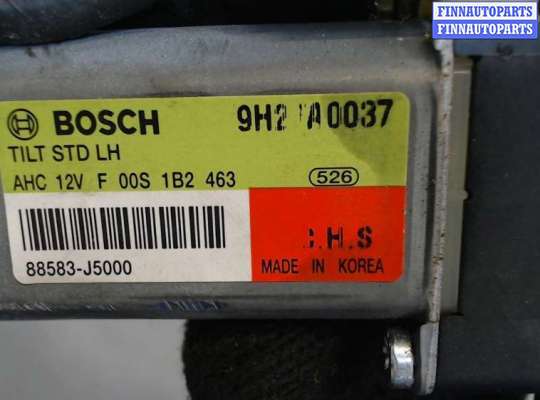 FINNAUTOPARTS
FINNAUTOPARTS
BOSCH
TILT STD LH
AHC 12V F 00S 1B2 463
526
88583-J5000
.H.S
MADE IN KOREA